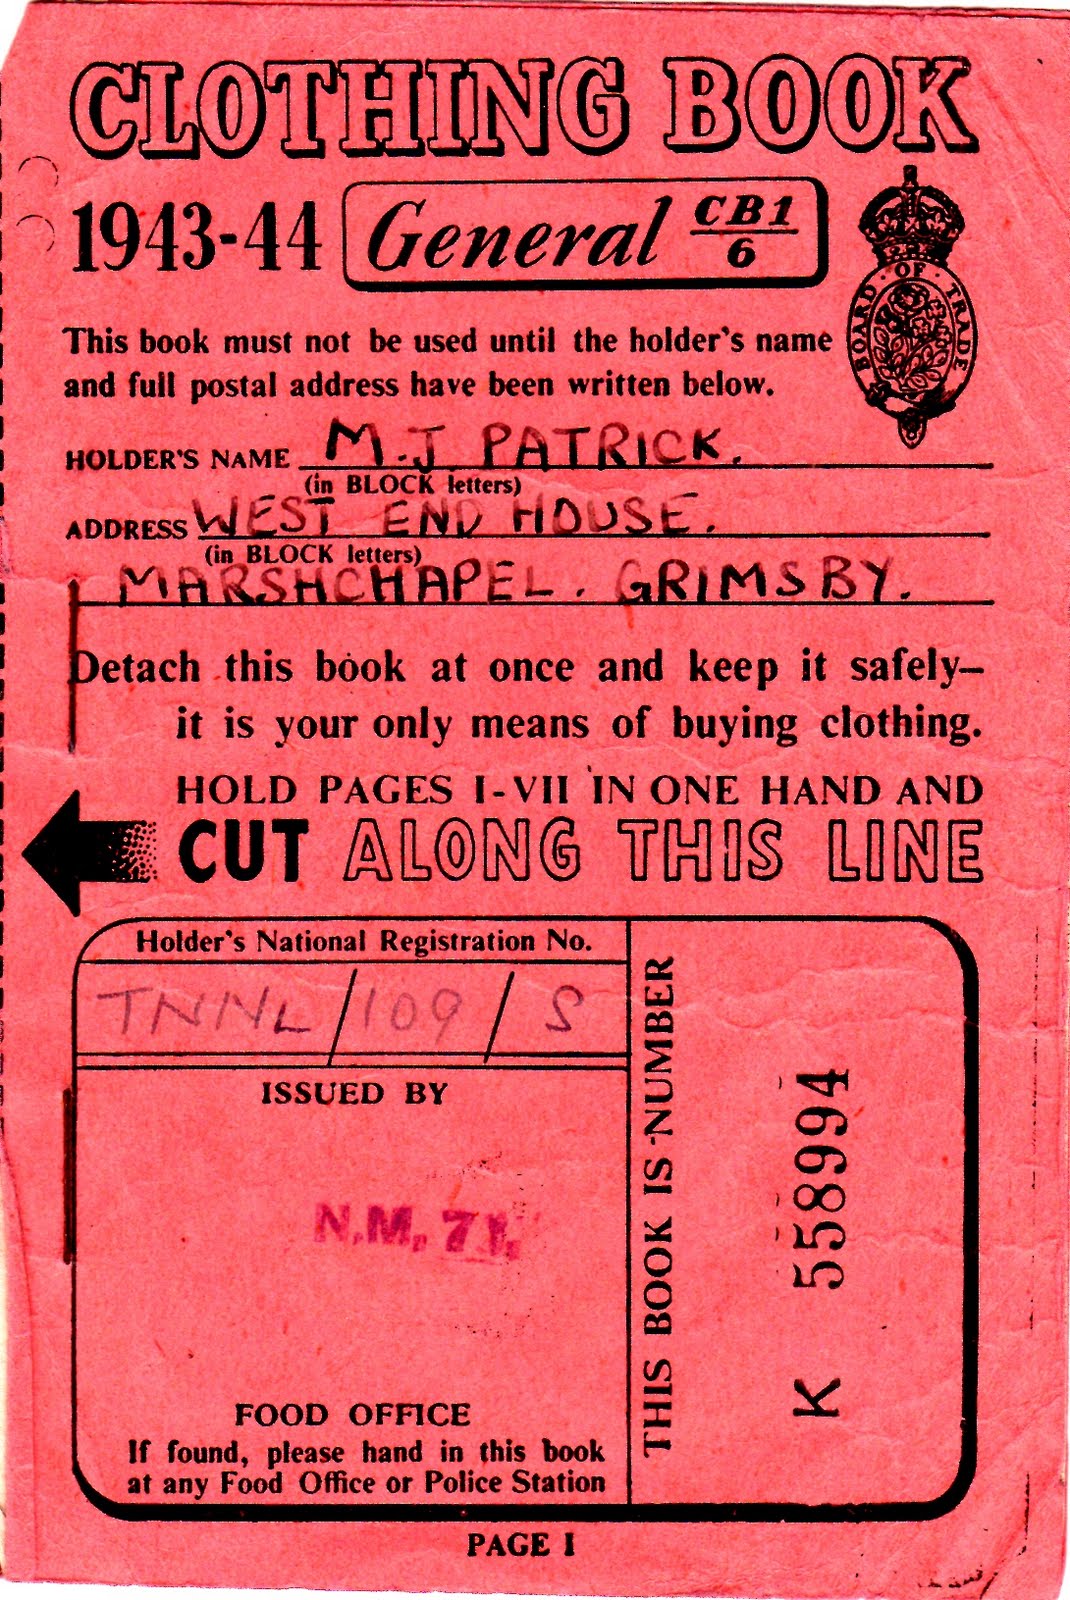 CLOTHING BOOK
1943-44 General CB1/6
BOARD · OF · TRADE
This book must not be used until the holder's name
and full postal address have been written below.
HOLDER'S NAME M.J. PATRICK.
(in BLOCK letters)
ADDRESS WEST END HOUSE.
(in BLOCK letters)
MARSHCHAPEL. GRIMSBY.
Detach this book at once and keep it safely—
it is your only means of buying clothing.
HOLD PAGES I-VII IN ONE HAND AND
CUT ALONG THIS LINE
Holder's National Registration No.
TNNL/109/S
ISSUED BY
N.M. 71.
FOOD OFFICE
If found, please hand in this book
at any Food Office or Police Station
THIS BOOK IS NUMBER
K 558994
PAGE I